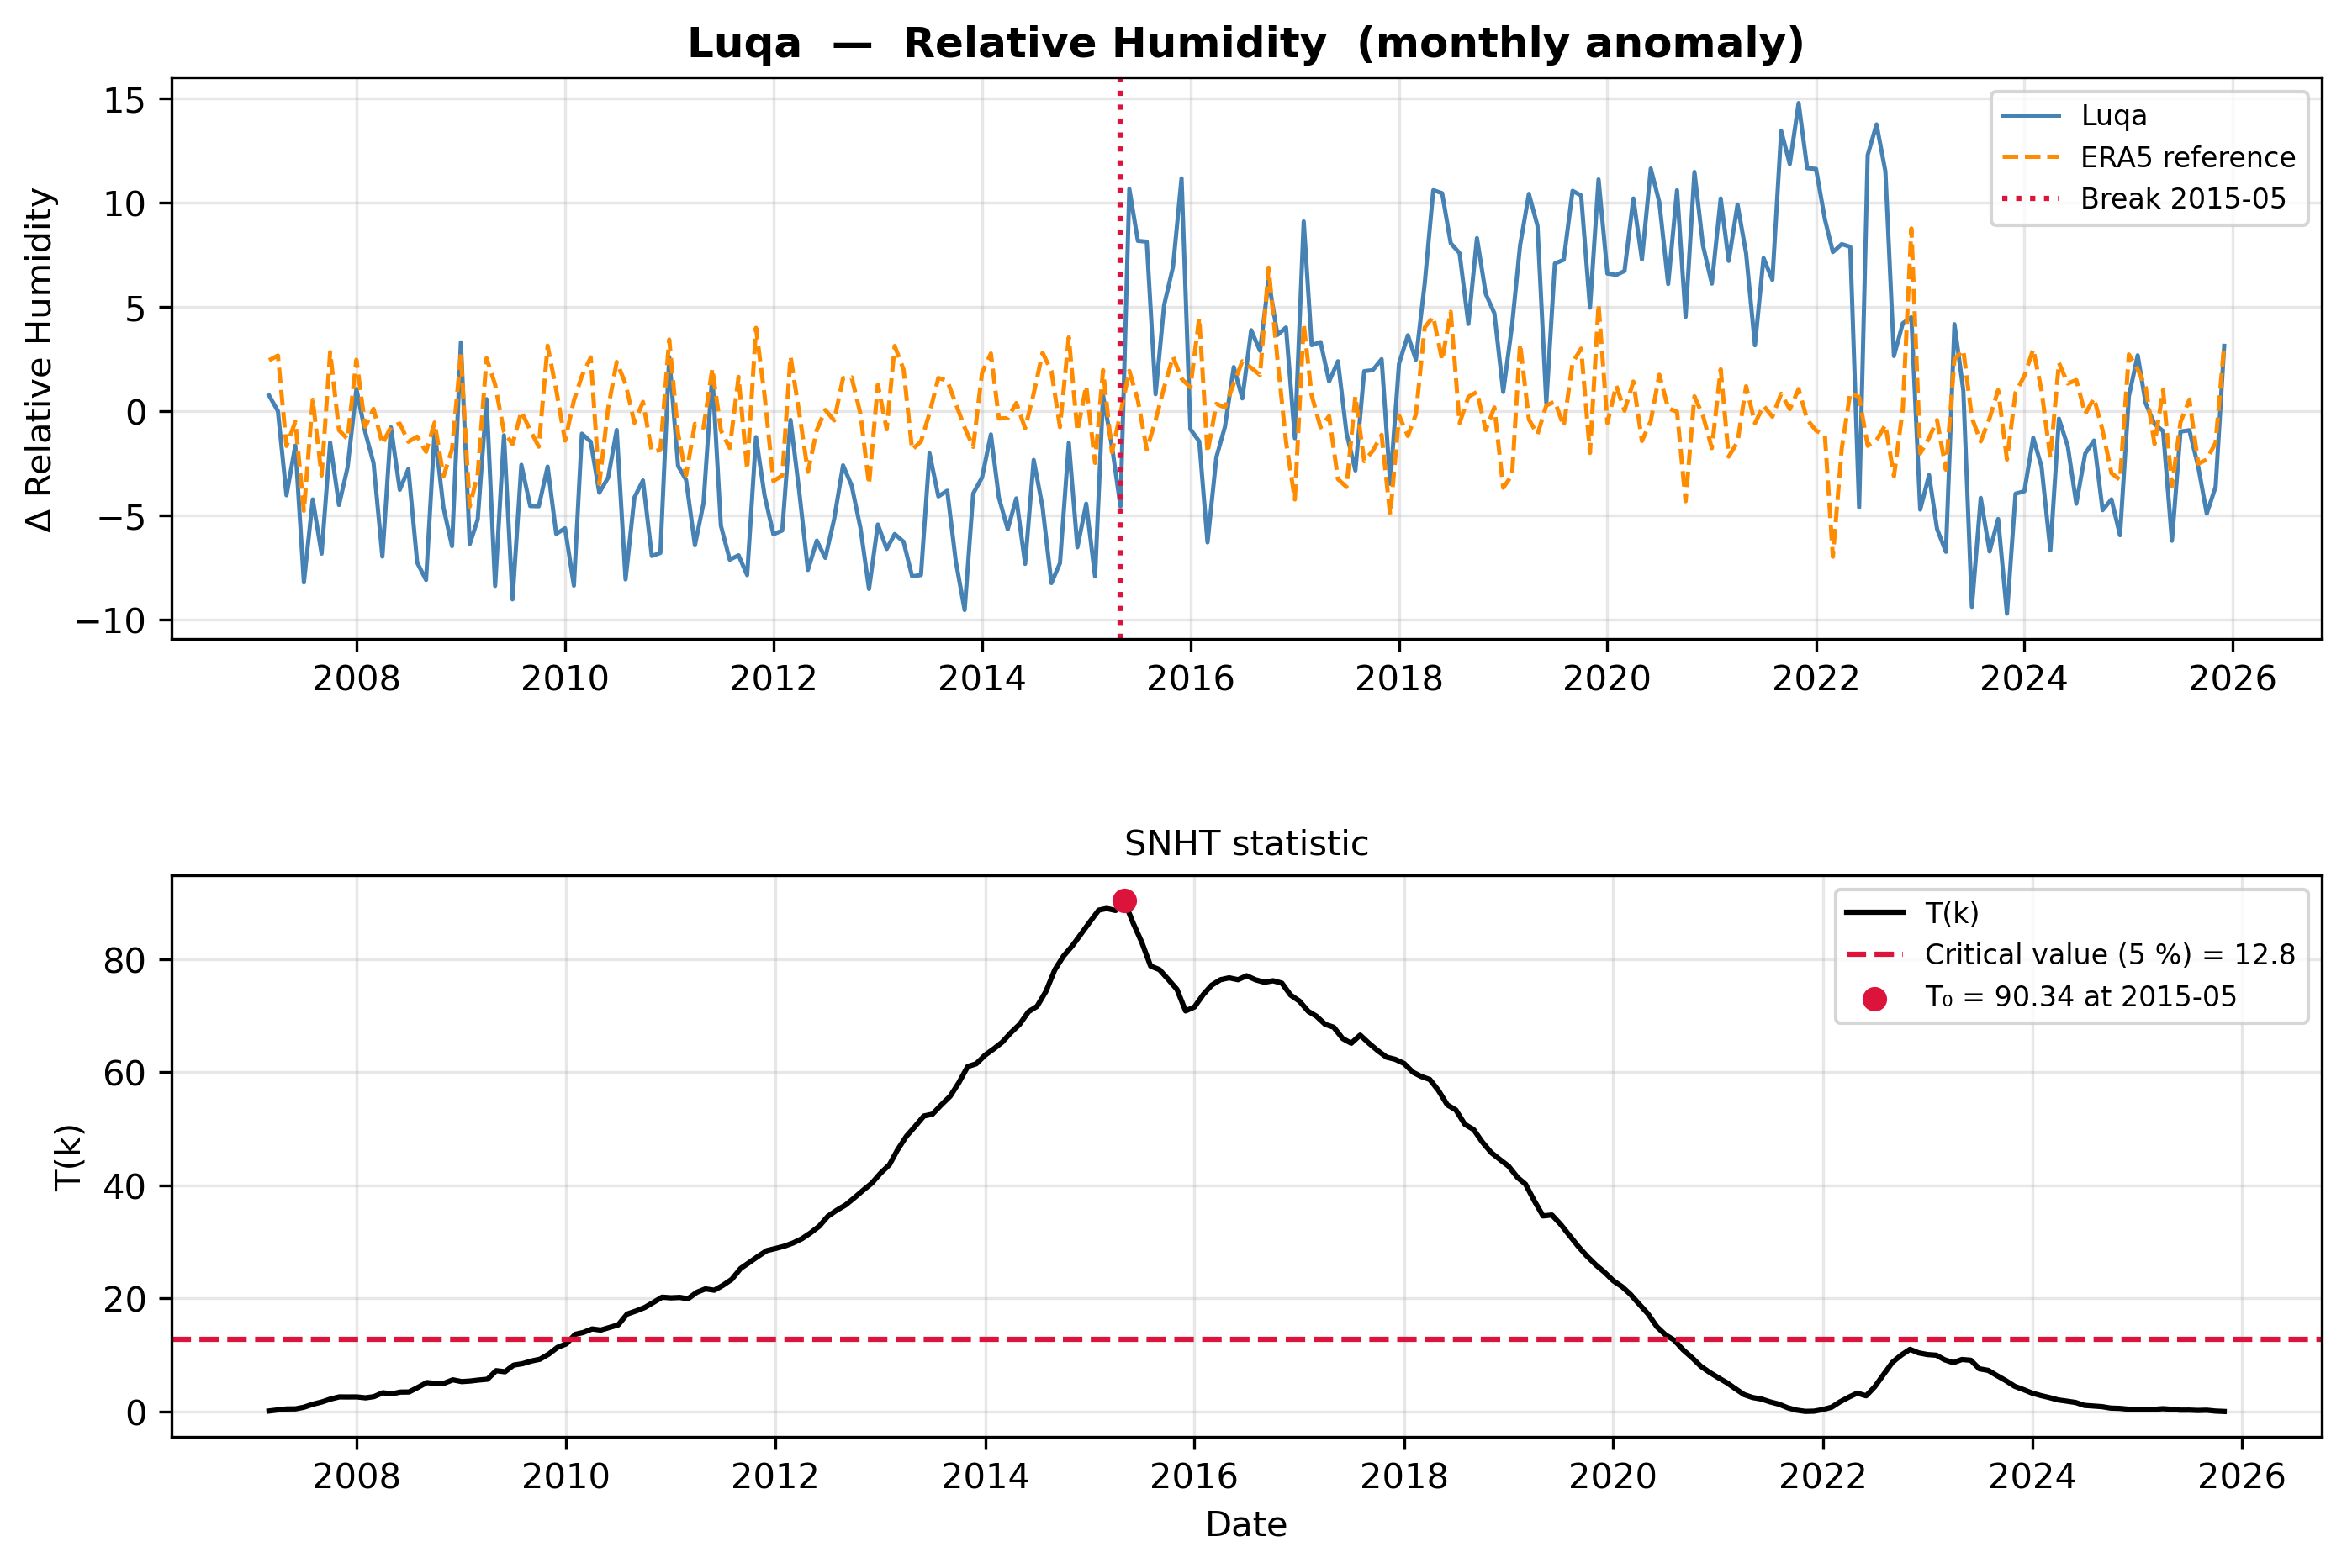 Luqa — Relative Humidity (monthly anomaly)
Δ Relative Humidity
15
10
5
0
−5
−10
Luqa
ERA5 reference
Break 2015-05
2008 2010 2012 2014 2016 2018 2020 2022 2024 2026
SNHT statistic
T(k)
80
60
40
20
0
T(k)
Critical value (5 %) = 12.8
T₀ = 90.34 at 2015-05
2008 2010 2012 2014 2016 2018 2020 2022 2024 2026
Date